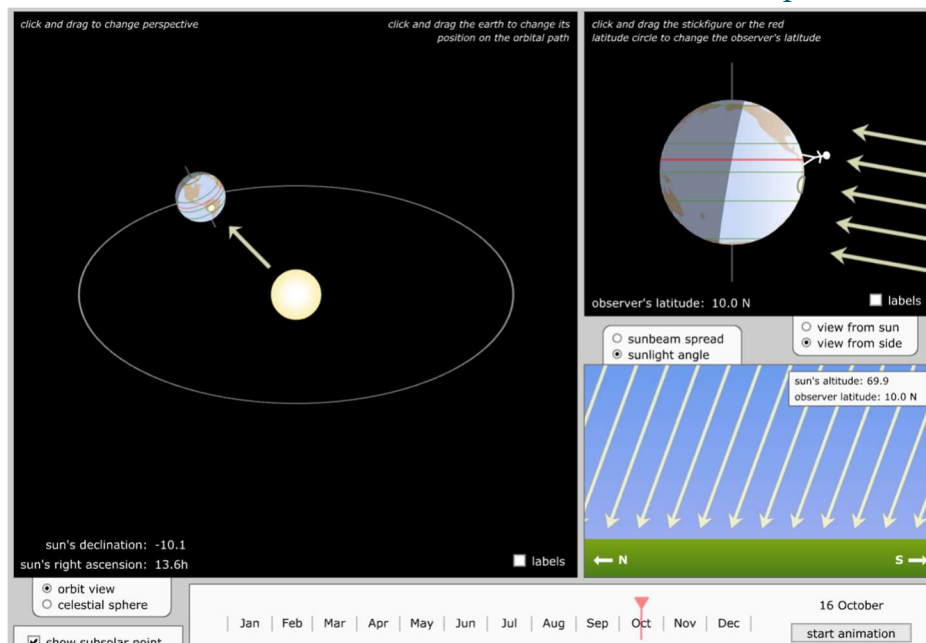 click and drag to change perspective
click and drag the earth to change its
position on the orbital path
click and drag the stickfigure or the red
latitude circle to change the observer's latitude
observer's latitude: 10.0 N
labels
sunbeam spread
sunlight angle
view from sun
view from side
sun's altitude: 69.9
observer latitude: 10.0 N
N
S
sun's declination: -10.1
sun's right ascension: 13.6h
labels
orbit view
celestial sphere
show subsolar point
Jan Feb Mar Apr May Jun Jul Aug Sep Oct Nov Dec
16 October
start animation